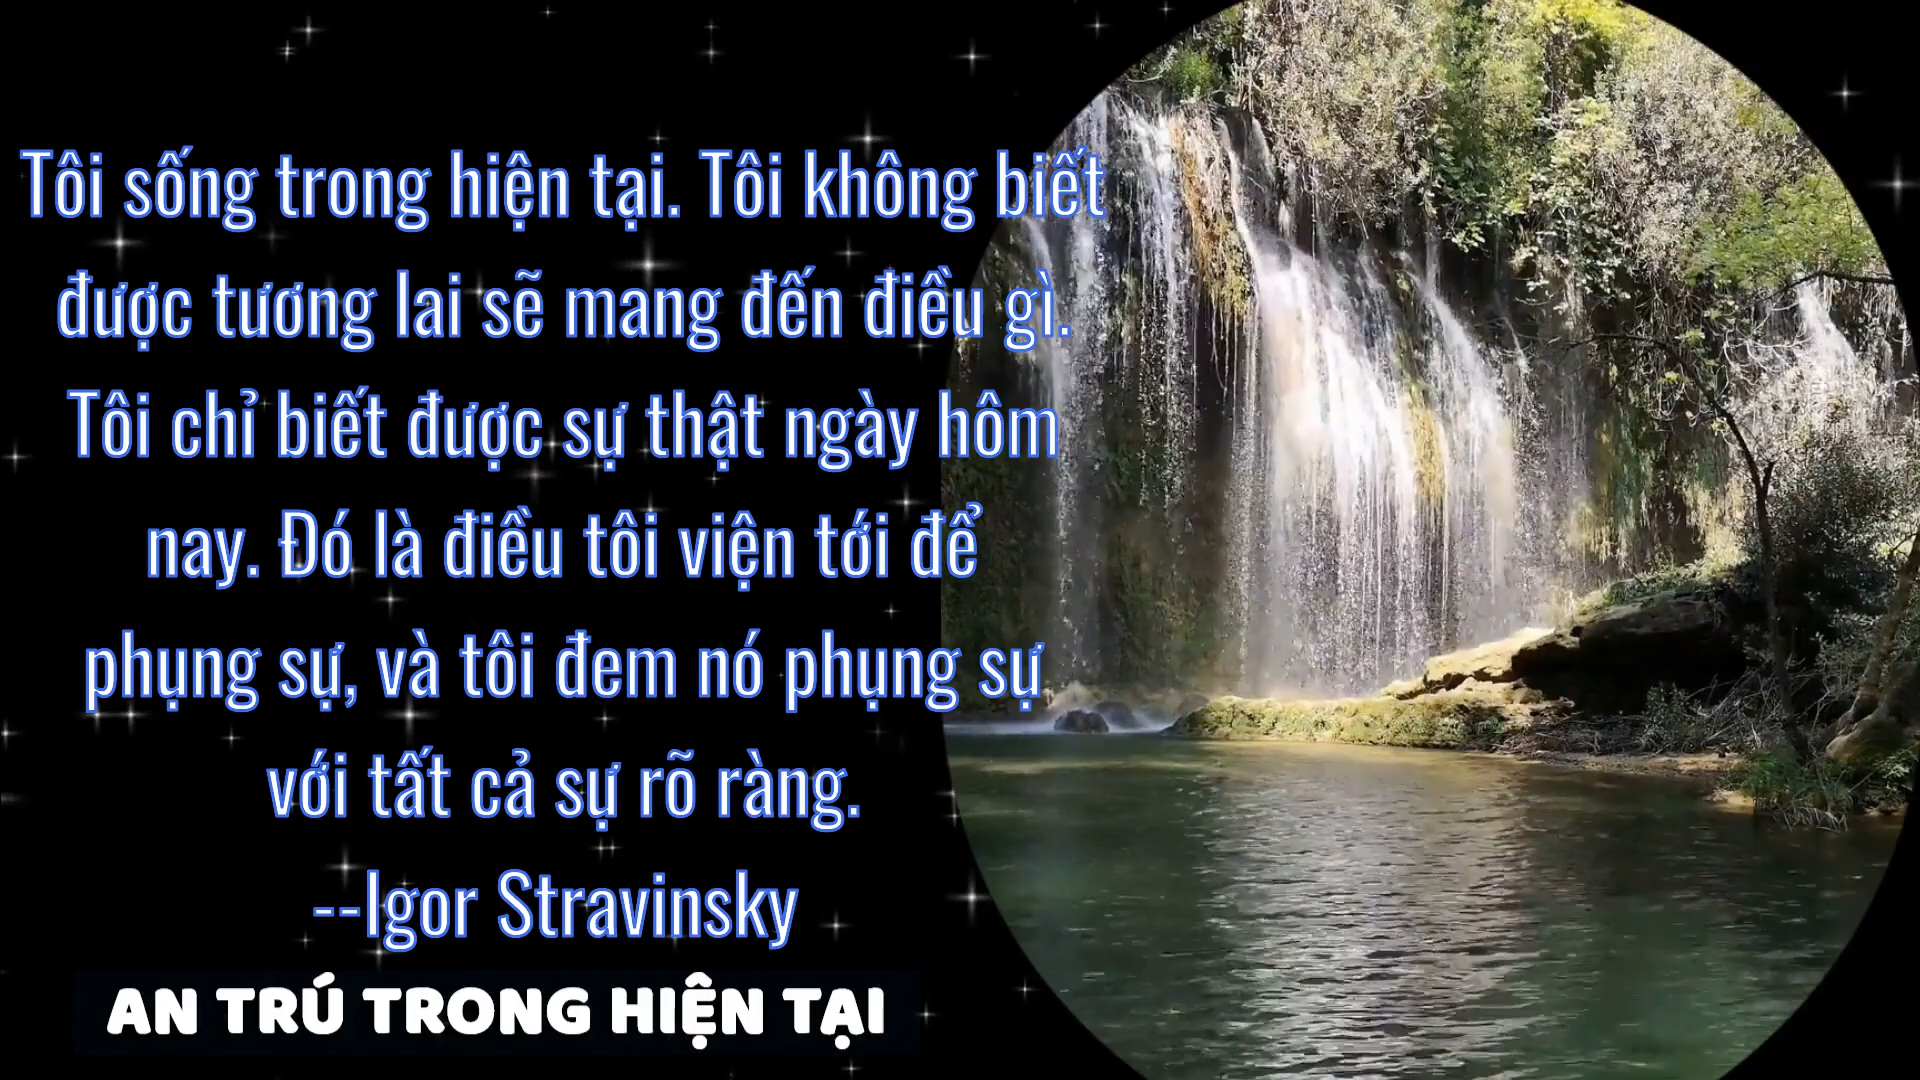 Tôi sống trong hiện tại. Tôi không biết
được tương lai sẽ mang đến điều gì.
Tôi chỉ biết được sự thật ngày hôm
nay. Đó là điều tôi viện tới để
phụng sự, và tôi đem nó phụng sự
với tất cả sự rõ ràng.
--Igor Stravinsky
AN TRÚ TRONG HIỆN TẠI